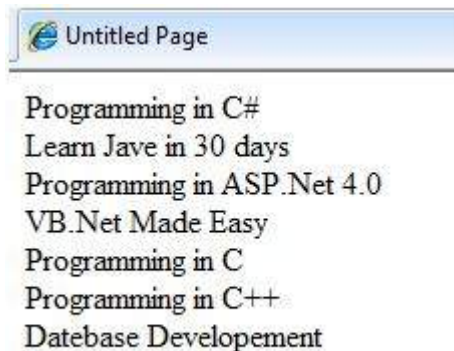 Untitled Page
Programming in C#
Learn Jave in 30 days
Programming in ASP.Net 4.0
VB.Net Made Easy
Programming in C
Programming in C++
Datebase Developement